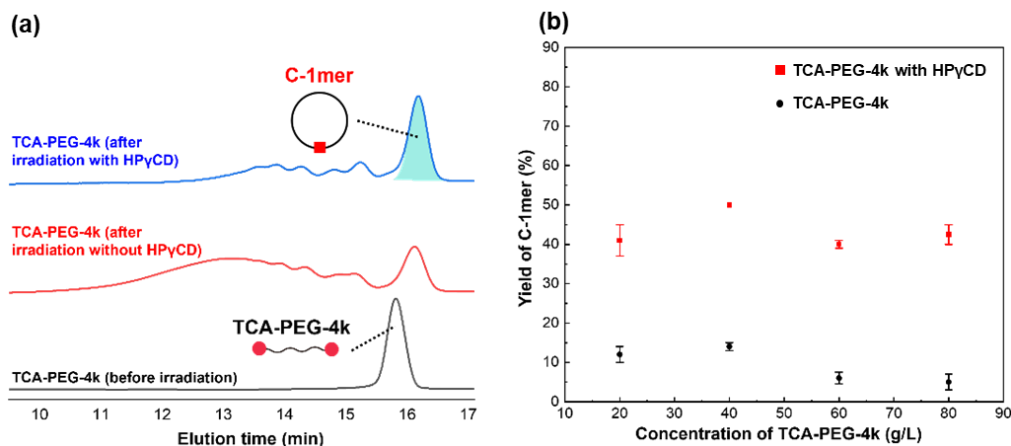 (a)
C-1mer
TCA-PEG-4k (after
irradiation with HPγCD)
TCA-PEG-4k (after
irradiation without HPγCD)
TCA-PEG-4k
TCA-PEG-4k (before irradiation)
10 11 12 13 14 15 16 17
Elution time (min)
(b)
90
80
70
60
50
40
30
20
10
0
Yield of C-1mer (%)
TCA-PEG-4k with HPγCD
TCA-PEG-4k
10 20 30 40 50 60 70 80 90
Concentration of TCA-PEG-4k (g/L)